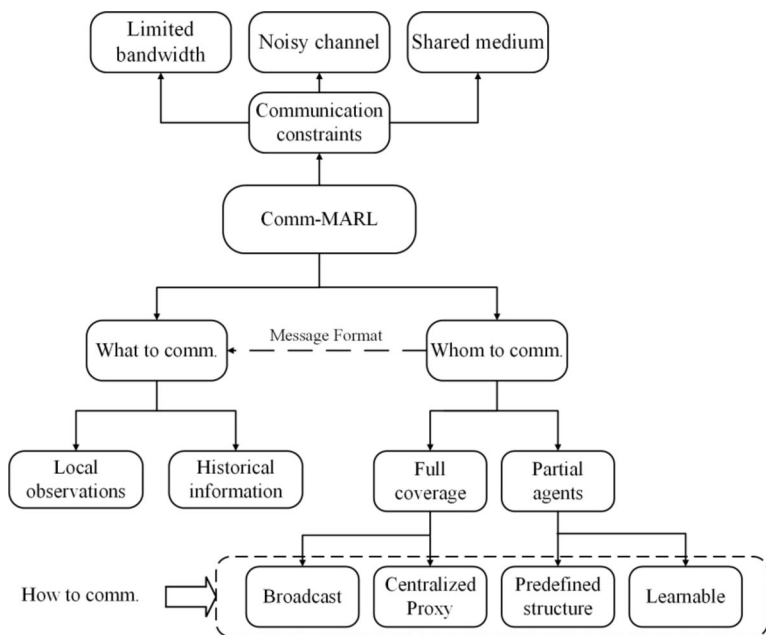 Limited
bandwidth
Noisy channel
Shared medium
Communication
constraints
Comm-MARL
What to comm.
Message Format
Whom to comm.
Local
observations
Historical
information
Full
coverage
Partial
agents
How to comm.
Broadcast
Centralized
Proxy
Predefined
structure
Learnable